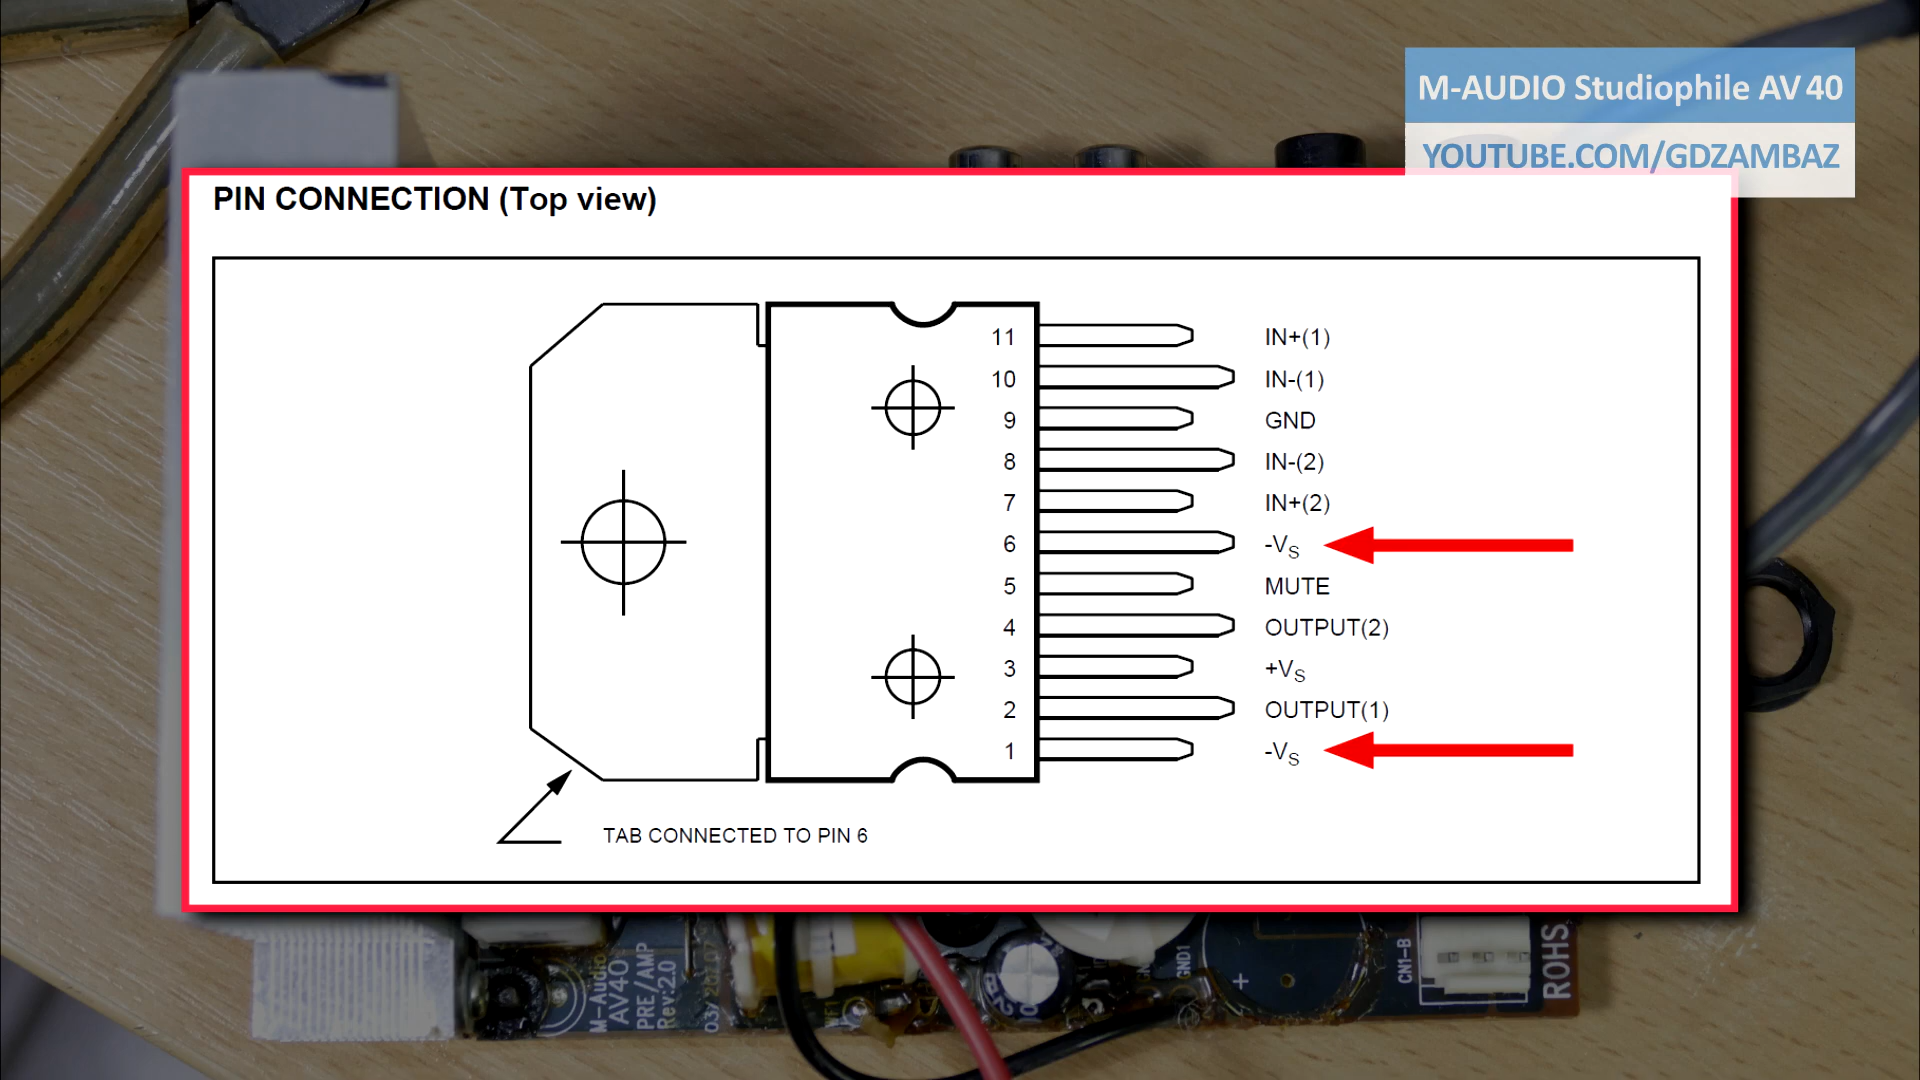 M-AUDIO Studiophile AV 40
YOUTUBE.COM/GDZAMBAZ
PIN CONNECTION (Top view)
11 IN+(1)
10 IN-(1)
9 GND
8 IN-(2)
7 IN+(2)
6 -VS
5 MUTE
4 OUTPUT(2)
3 +VS
2 OUTPUT(1)
1 -VS
TAB CONNECTED TO PIN 6
M-Audio
AV40
PRE/AMP
Rev:2.0
GND1
+
CN1-B
ROHS